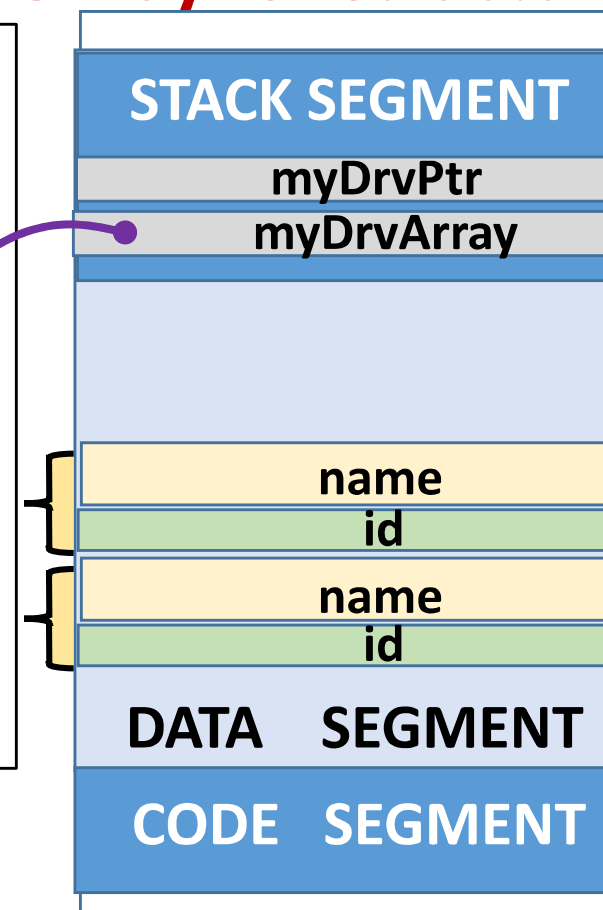 STACK SEGMENT
myDrvPtr
myDrvArray
name
id
name
id
DATA SEGMENT
CODE SEGMENT